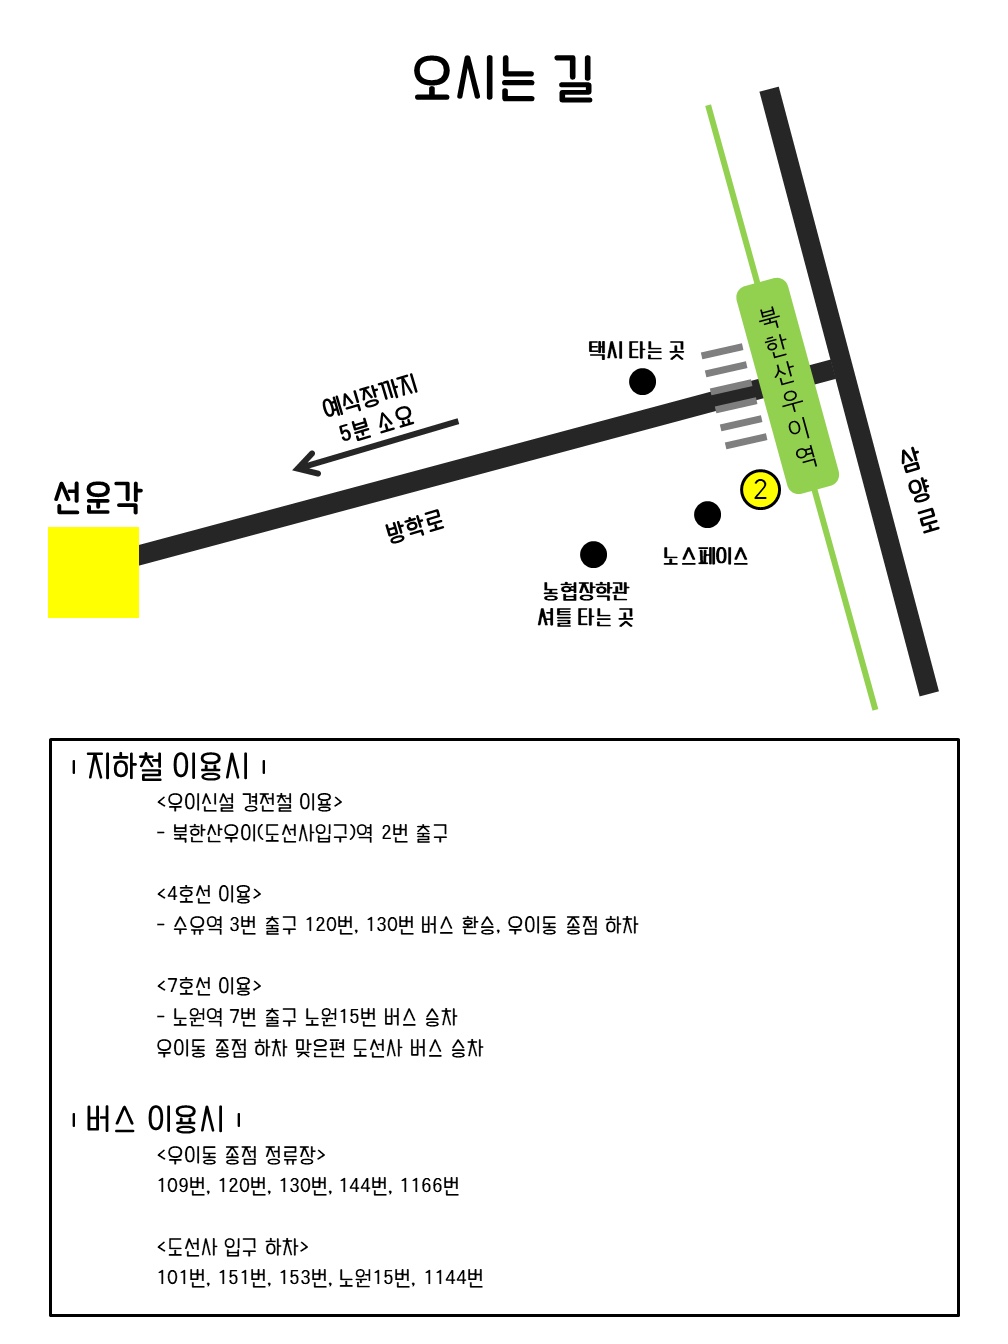 오시는 길
북한산우이역
택시 타는 곳
예식장까지
5분 소요
삼양로
선운각
2
방학로
노스페이스
농협장학관
셔틀 타는 곳
ı 지하철 이용시 ı
<우이신설 경전철 이용>
- 북한산우이(도선사입구)역 2번 출구
<4호선 이용>
- 수유역 3번 출구 120번, 130번 버스 환승, 우이동 종점 하차
<7호선 이용>
- 노원역 7번 출구 노원15번 버스 승차
우이동 종점 하차 맞은편 도선사 버스 승차
ı 버스 이용시 ı
<우이동 종점 정류장>
109번, 120번, 130번, 144번, 1166번
<도선사 입구 하차>
101번, 151번, 153번, 노원15번, 1144번